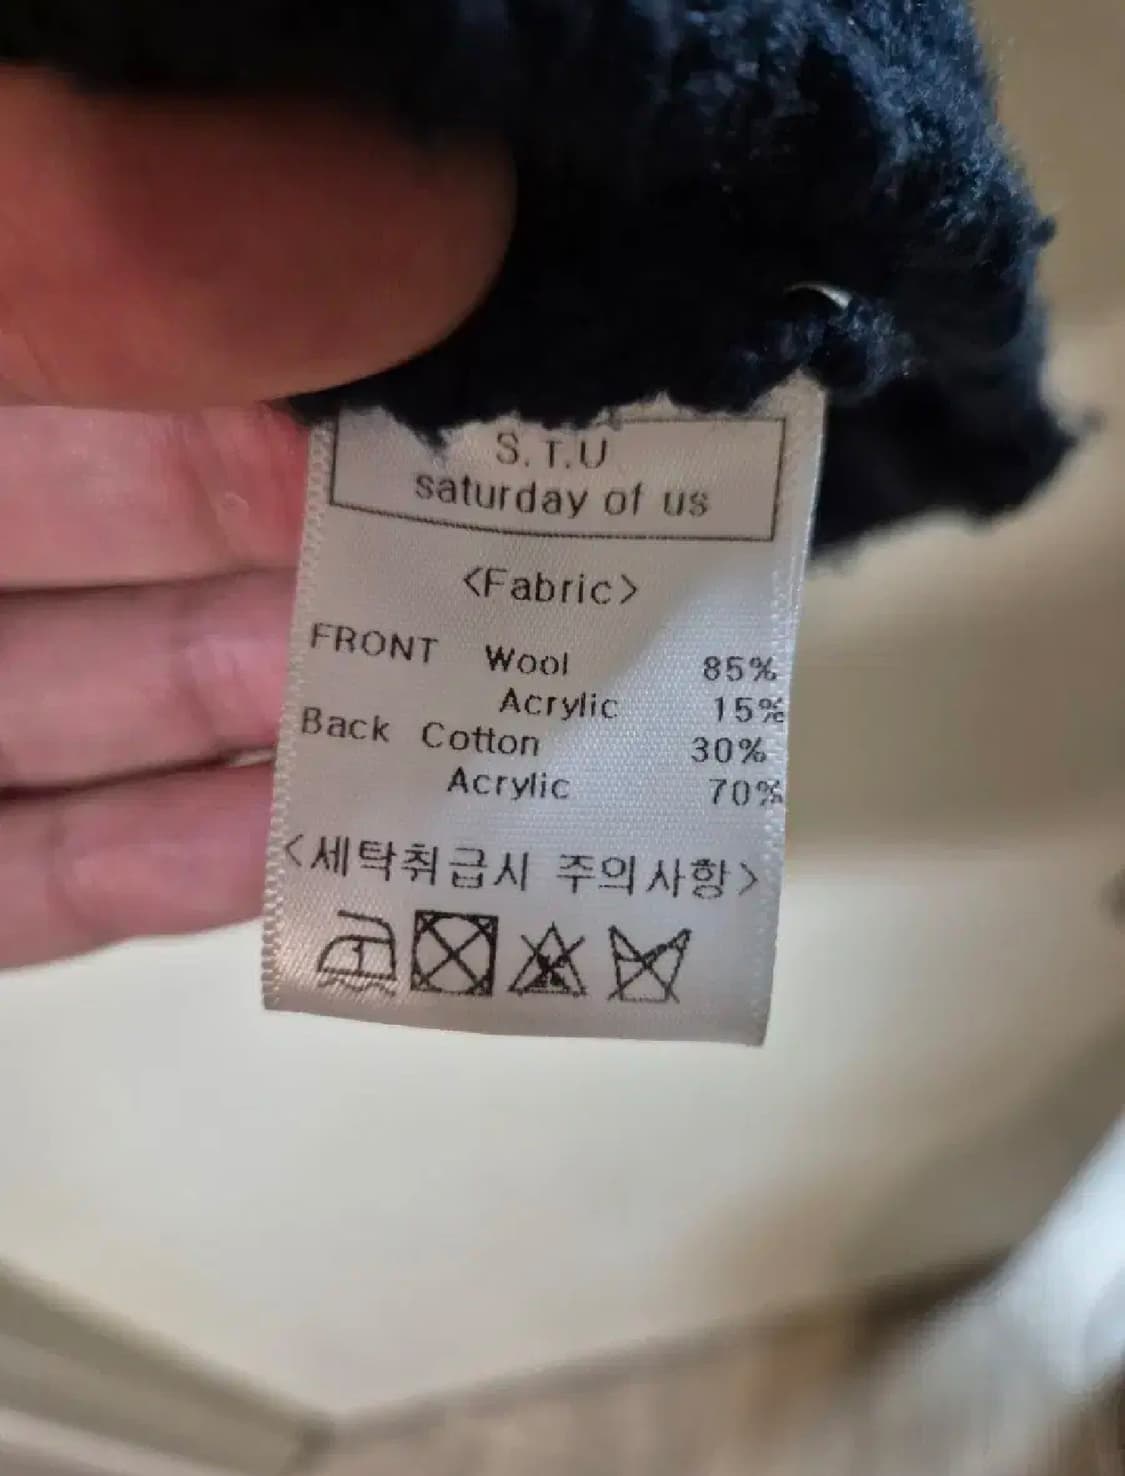 S.T.U
saturday of us
<Fabric>
FRONT Wool 85%
Acrylic 15%
Back Cotton 30%
Acrylic 70%
<세탁취급시 주의사항>